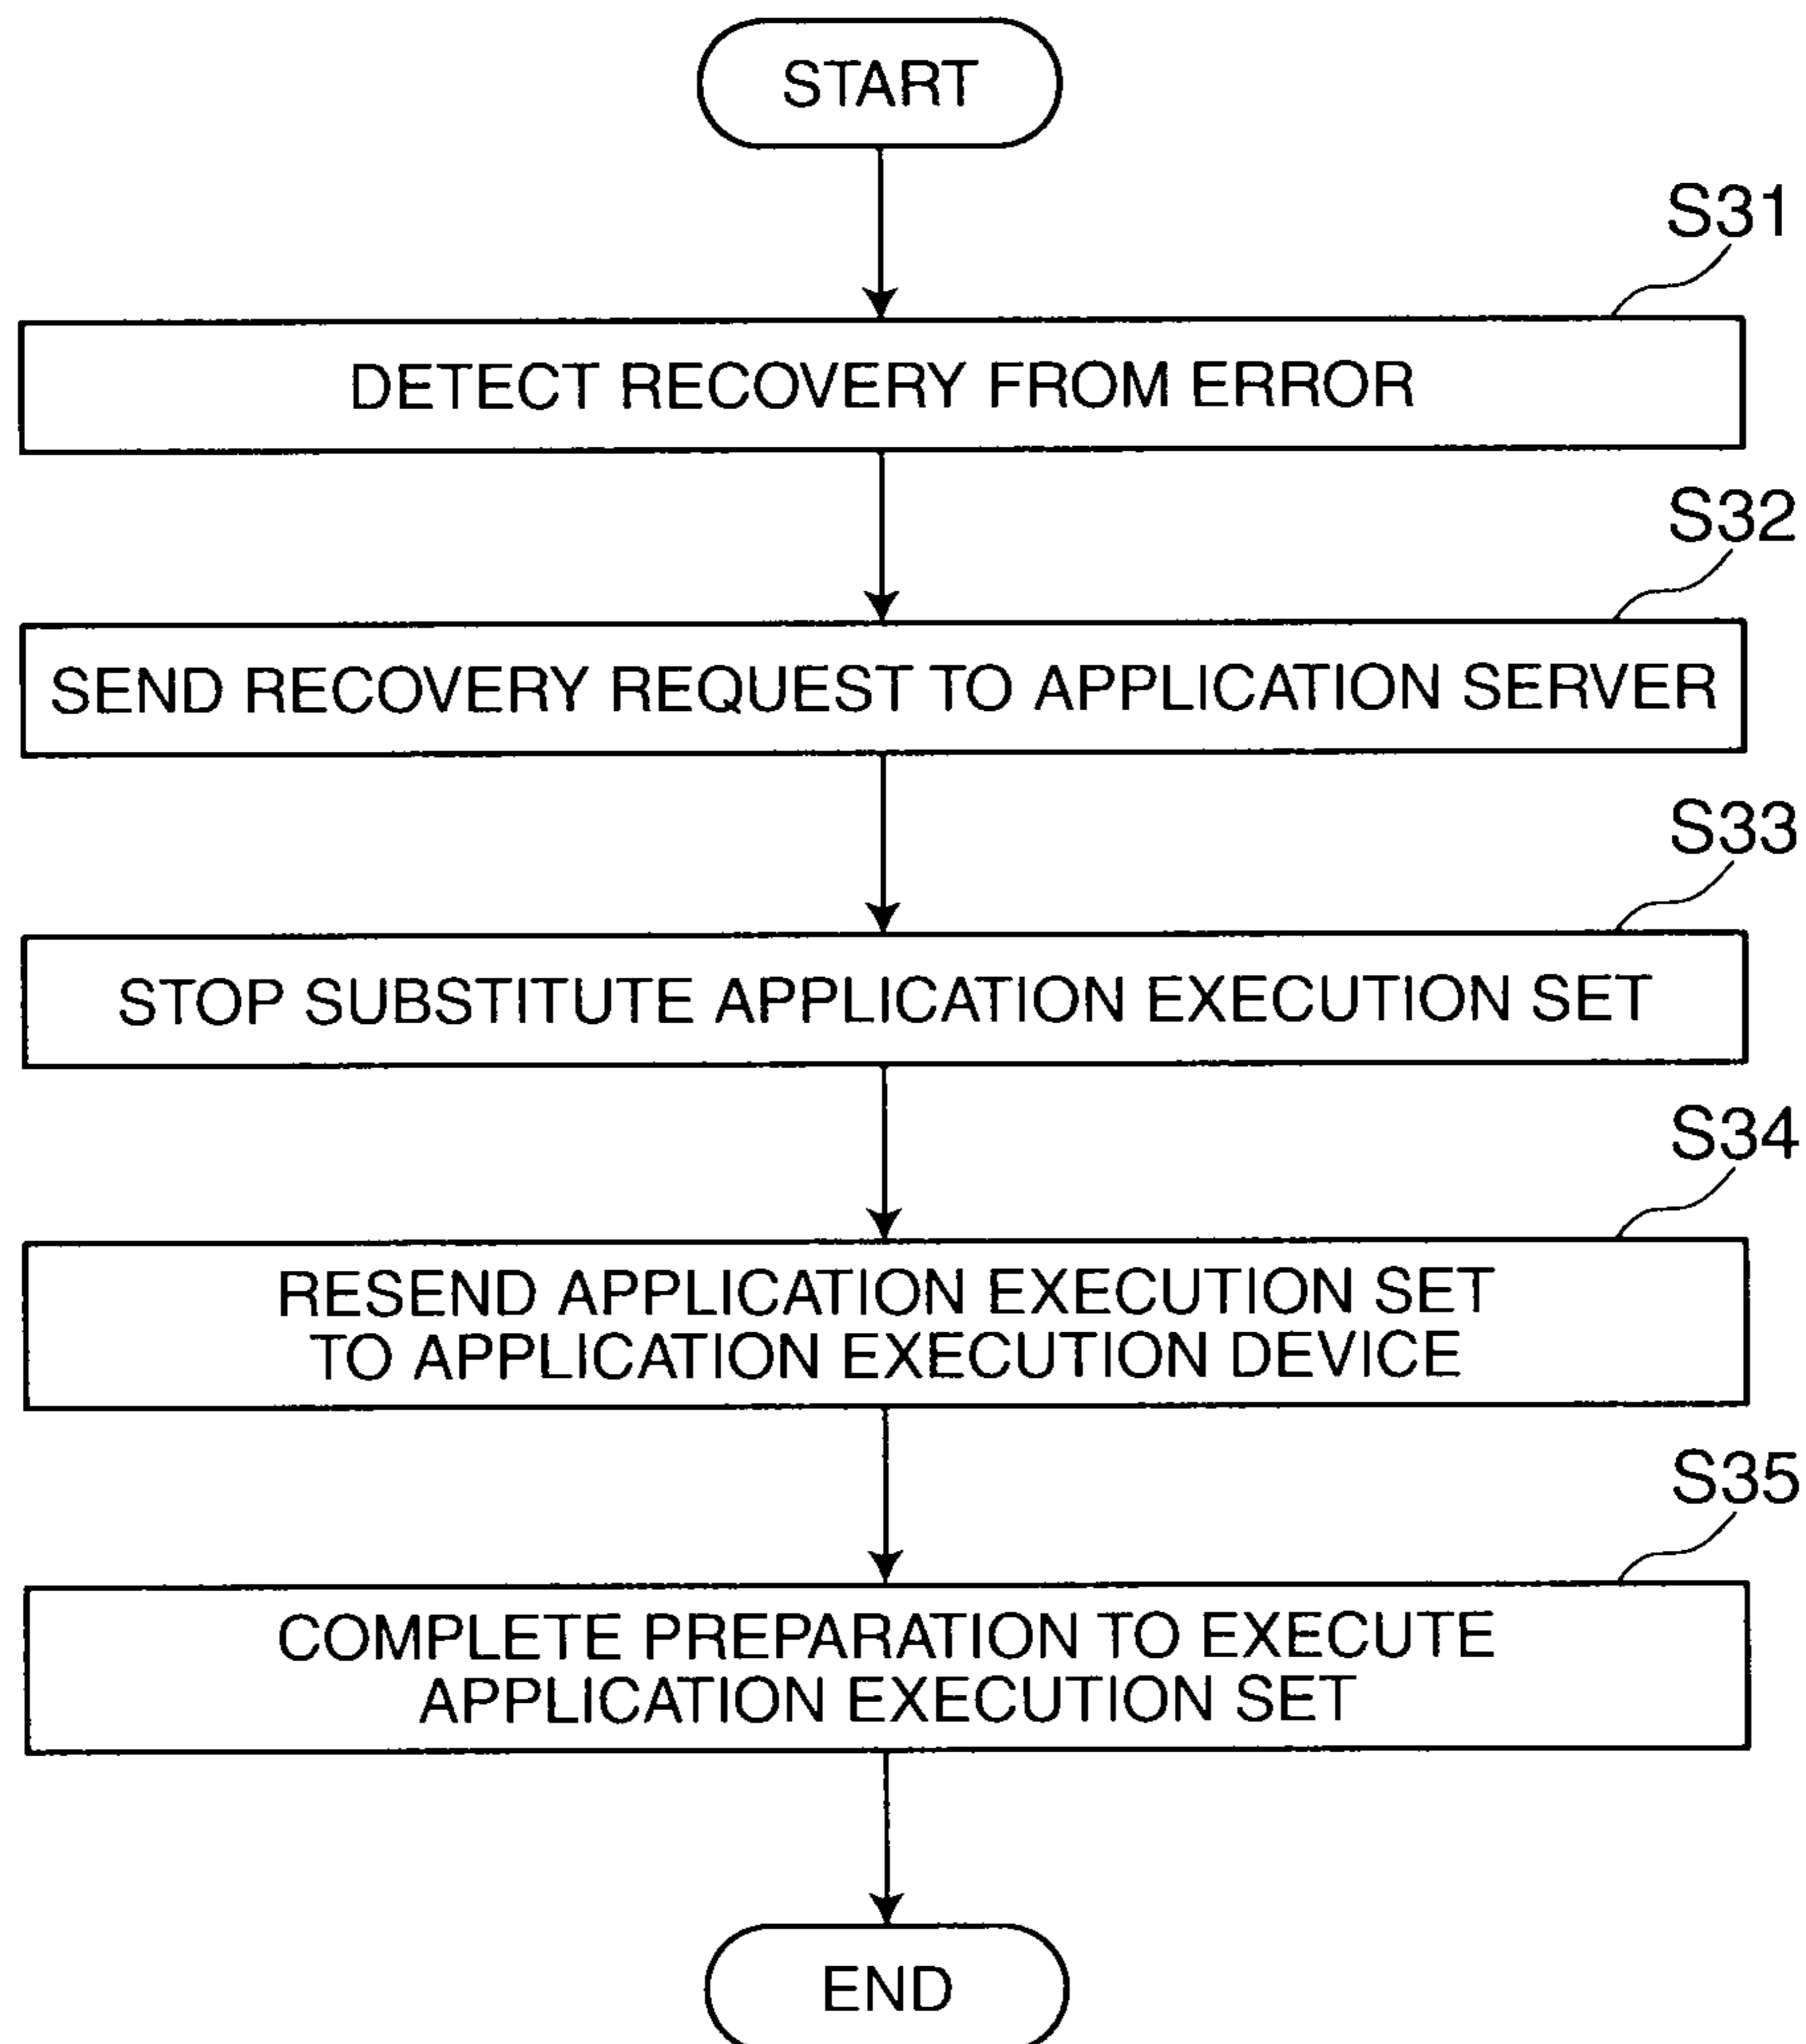 START
S31
DETECT RECOVERY FROM ERROR
S32
SEND RECOVERY REQUEST TO APPLICATION SERVER
S33
STOP SUBSTITUTE APPLICATION EXECUTION SET
S34
RESEND APPLICATION EXECUTION SET
TO APPLICATION EXECUTION DEVICE
S35
COMPLETE PREPARATION TO EXECUTE
APPLICATION EXECUTION SET
END